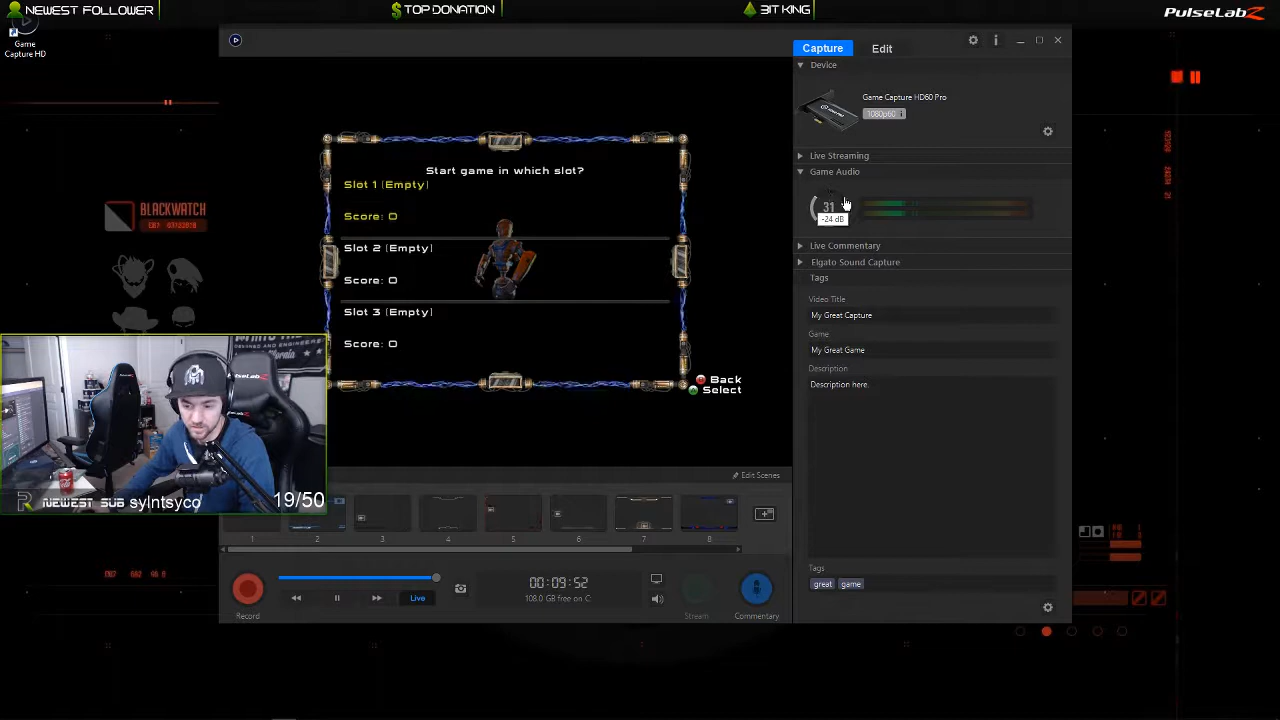 NEWEST FOLLOWER
TOP DONATION
BIT KING
PulseLabZ
Game
Capture HD
Capture
Edit
Device
Game Capture HD60 Pro
1080p60
Live Streaming
Game Audio
31
-24 dB
Live Commentary
Elgato Sound Capture
Tags
Video Title
My Great Capture
Game
My Great Game
Description
Description here.
Tags
great
game
Start game in which slot?
Slot 1 (Empty)
Score: 0
Slot 2 (Empty)
Score: 0
Slot 3 (Empty)
Score: 0
Back
Select
BLACKWATCH
NEWEST SUB sylntsyco 19/50
Edit Scenes
1 2 3 4 5 6 7 8
00:09:52
108.0 GB free on C:
Live
Record
Stream
Commentary